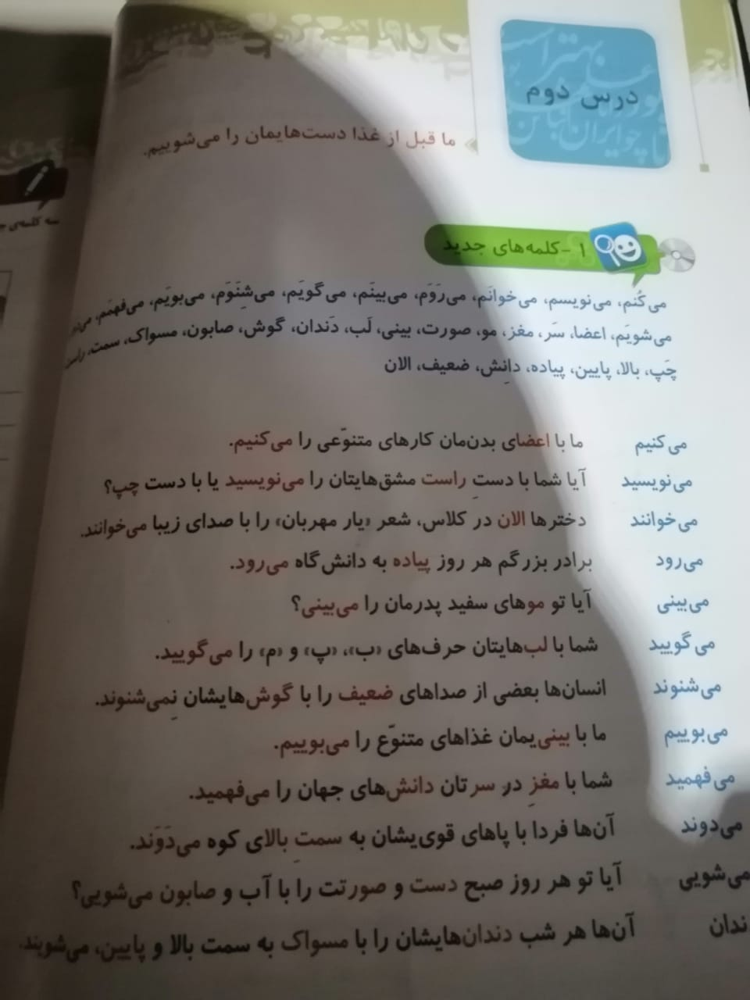 درس دوم
ما قبل از غذا دست‌هایمان را می‌شوییم.
۱ -کلمه‌های جدید
سه کلمه‌ی
می‌کُنم، می‌نویسم، می‌خوانَم، می‌رَوَم، می‌بینَم، می‌گویَم، می‌شِنَوَم، می‌بویَم، می‌فهمَم،
می‌شویَم، اعضا، سَر، مغز، مو، صورت، بینی، لَب، دَندان، گوش، صابون، مسواک، سمت، راست
چَپ، بالا، پایین، پیاده، دانِش، ضعیف، الان
می‌کنیم ما با اعضای بدن‌مان کارهای متنوّعی را می‌کنیم.
می‌نویسید آیا شما با دستِ راست مشق‌هایتان را می‌نویسید یا با دست چپ؟
می‌خوانند دخترها الان در کلاس، شعر «یار مهربان» را با صدای زیبا می‌خوانند.
می‌رود برادر بزرگم هر روز پیاده به دانش‌گاه می‌رود.
می‌بینی آیا تو موهای سفید پدرمان را می‌بینی؟
می‌گویید شما با لب‌هایتان حرف‌های «ب»، «پ» و «م» را می‌گویید.
می‌شنوند انسان‌ها بعضی از صداهای ضعیف را با گوش‌هایشان نِمی‌شنوند.
می‌بوییم ما با بینی‌یمان غذاهای متنوّع را می‌بوییم.
می‌فهمید شما با مغزِ در سرتان دانش‌های جهان را می‌فهمید.
می‌دوند آن‌ها فردا با پاهای قوی‌یشان به سمتِ بالای کوه می‌دَوَند.
می‌شویی آیا تو هر روز صبح دست و صورتت را با آب و صابون می‌شویی؟
ندان آن‌ها هر شب دندان‌هایشان را با مسواک به سمت بالا و پایین، می‌شویند.